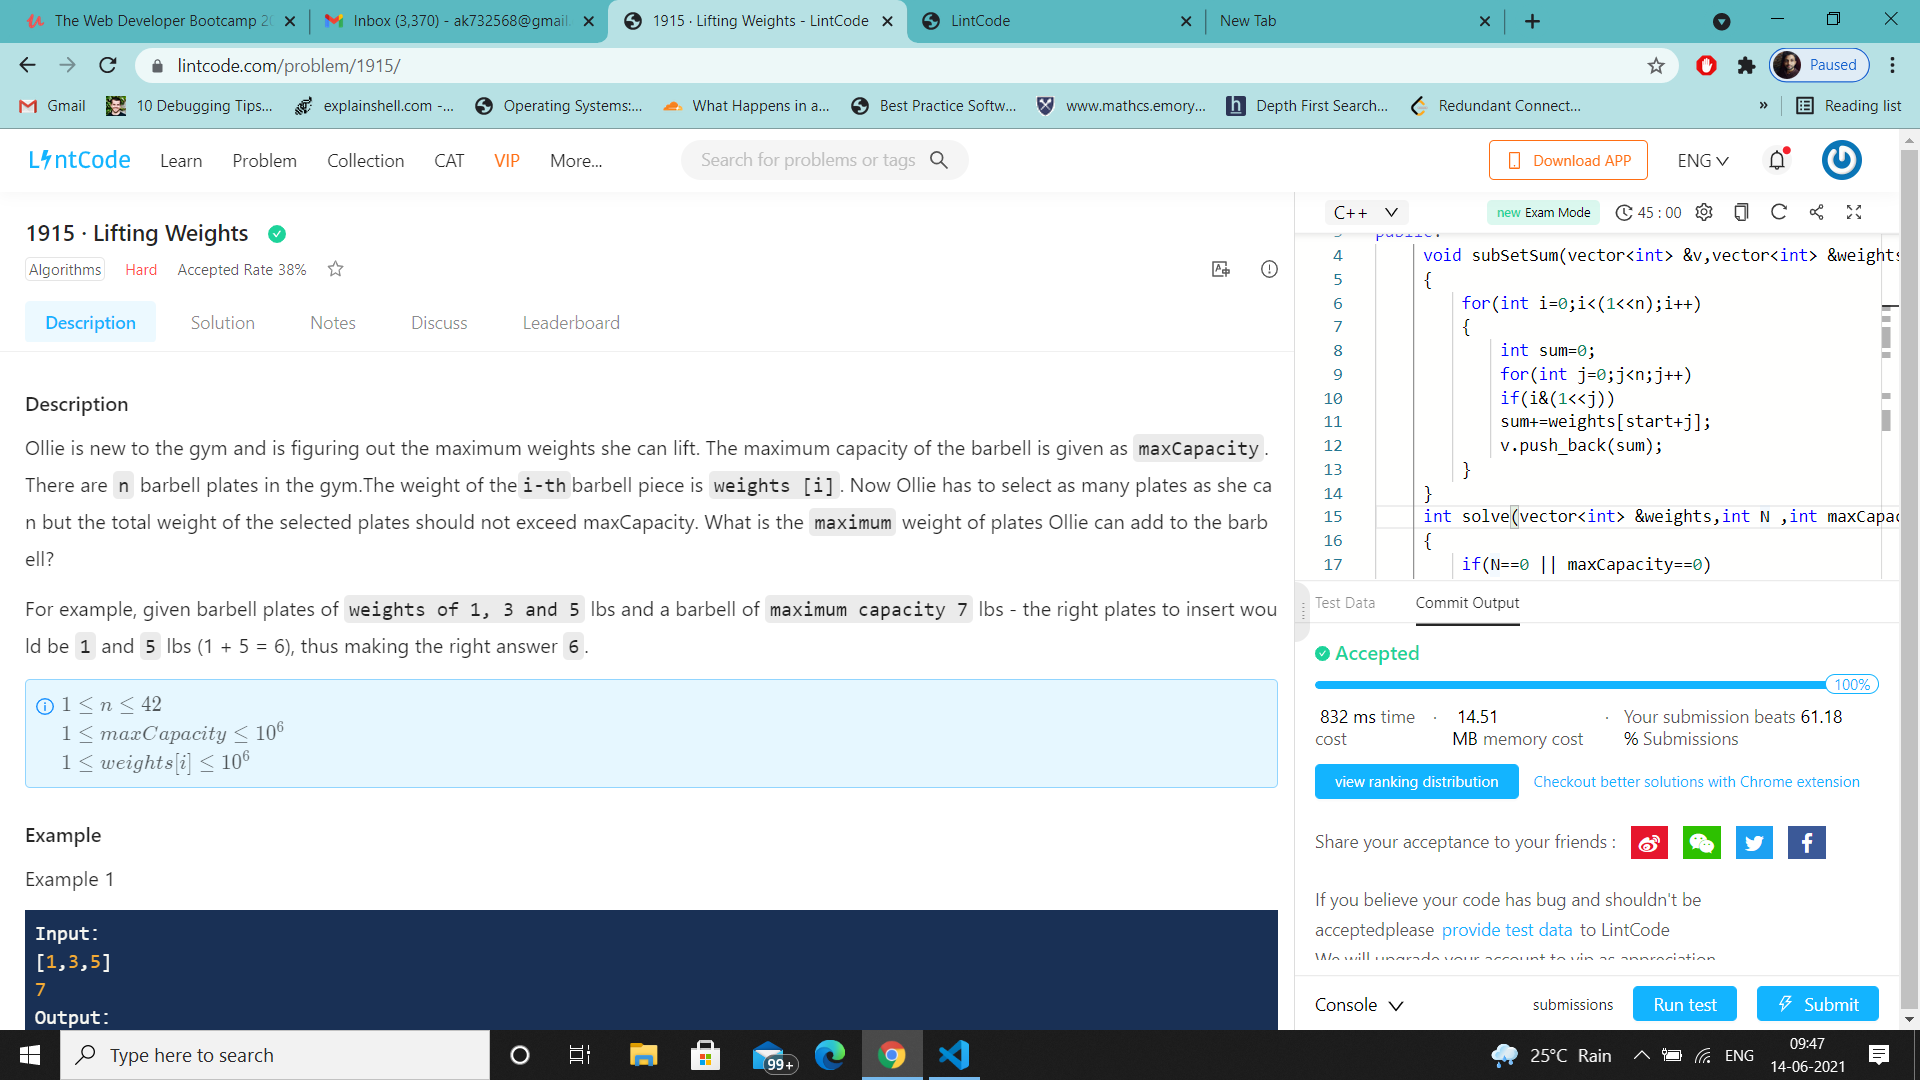 The Web Developer Bootcamp 20
Inbox (3,370) - ak732568@gmail.
1915 · Lifting Weights - LintCode
LintCode
New Tab
lintcode.com/problem/1915/
Paused
Gmail
10 Debugging Tips...
explainshell.com -...
Operating Systems:...
What Happens in a...
Best Practice Softw...
www.mathcs.emory...
Depth First Search...
Redundant Connect...
»
Reading list
LintCode
Learn
Problem
Collection
CAT
VIP
More...
Search for problems or tags
Download APP
ENG
1915 · Lifting Weights
Algorithms
Hard
Accepted Rate 38%
Description
Solution
Notes
Discuss
Leaderboard
Description
Ollie is new to the gym and is figuring out the maximum weights she can lift. The maximum capacity of the barbell is given as maxCapacity.
There are n barbell plates in the gym.The weight of the i-th barbell piece is weights [i]. Now Ollie has to select as many plates as she ca
n but the total weight of the selected plates should not exceed maxCapacity. What is the maximum weight of plates Ollie can add to the barb
ell?
For example, given barbell plates of weights of 1, 3 and 5 lbs and a barbell of maximum capacity 7 lbs - the right plates to insert wou
ld be 1 and 5 lbs (1 + 5 = 6), thus making the right answer 6.
1 ≤ n ≤ 42
1 ≤ maxCapacity ≤ 10^6
1 ≤ weights[i] ≤ 10^6
Example
Example 1
Input:
[1,3,5]
7
Output:
C++
new Exam Mode
45 : 00
3 public:
4 void subSetSum(vector<int> &v,vector<int> &weights
5 {
6 for(int i=0;i<(1<<n);i++)
7 {
8 int sum=0;
9 for(int j=0;j<n;j++)
10 if(i&(1<<j))
11 sum+=weights[start+j];
12 v.push_back(sum);
13 }
14 }
15 int solve(vector<int> &weights,int N ,int maxCapac
16 {
17 if(N==0 || maxCapacity==0)
Test Data
Commit Output
Accepted
100%
832 ms time cost
· 14.51 MB memory cost
· Your submission beats 61.18 % Submissions
view ranking distribution
Checkout better solutions with Chrome extension
Share your acceptance to your friends :
If you believe your code has bug and shouldn't be
acceptedplease provide test data to LintCode
We will upgrade your account to vip as appreciation
Console
submissions
Run test
Submit
Type here to search
99+
25°C Rain
ENG
09:47
14-06-2021